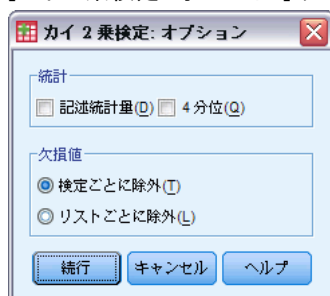 カイ 2 乗検定: オプション
統計
記述統計量(D) 4 分位(Q)
欠損値
検定ごとに除外(T)
リストごとに除外(L)
続行 キャンセル ヘルプ